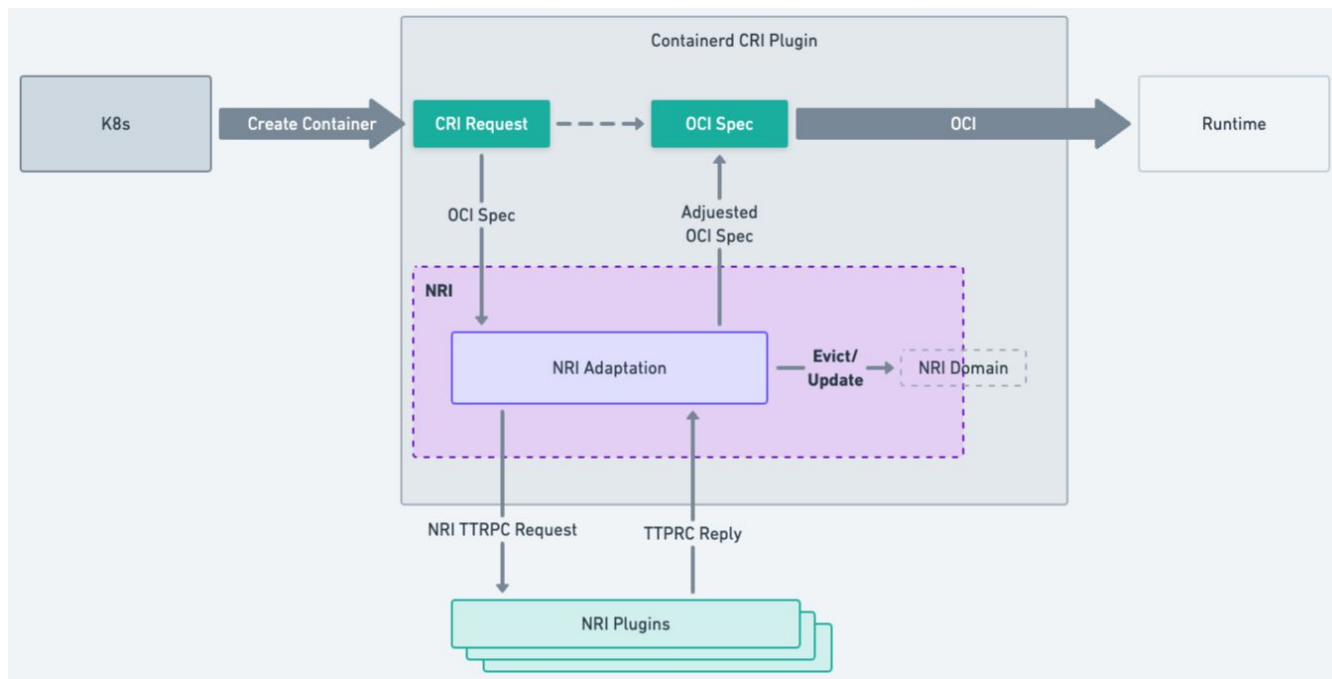 Containerd CRI Plugin
K8s
Create Container
CRI Request
OCI Spec
OCI
Runtime
OCI Spec
Adjuested
OCI Spec
NRI
NRI Adaptation
Evict/
Update
NRI Domain
NRI TTRPC Request
TTPRC Reply
NRI Plugins